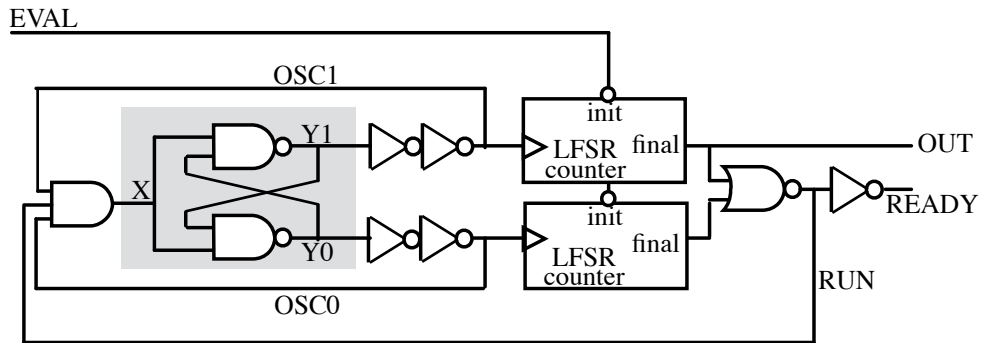 EVAL
OSC1
init
Y1
LFSR
counter
final
OUT
X
init
READY
Y0
LFSR
counter
final
RUN
OSC0